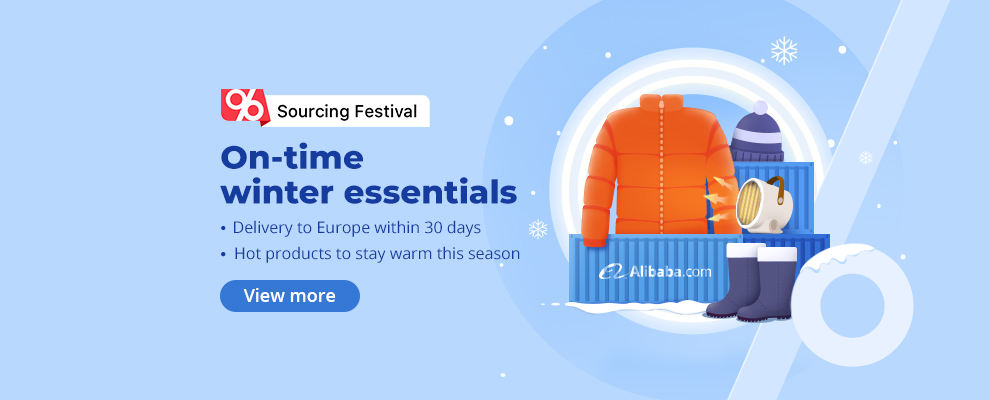 Sourcing Festival
On-time
winter essentials
• Delivery to Europe within 30 days
• Hot products to stay warm this season
View more
Alibaba.com